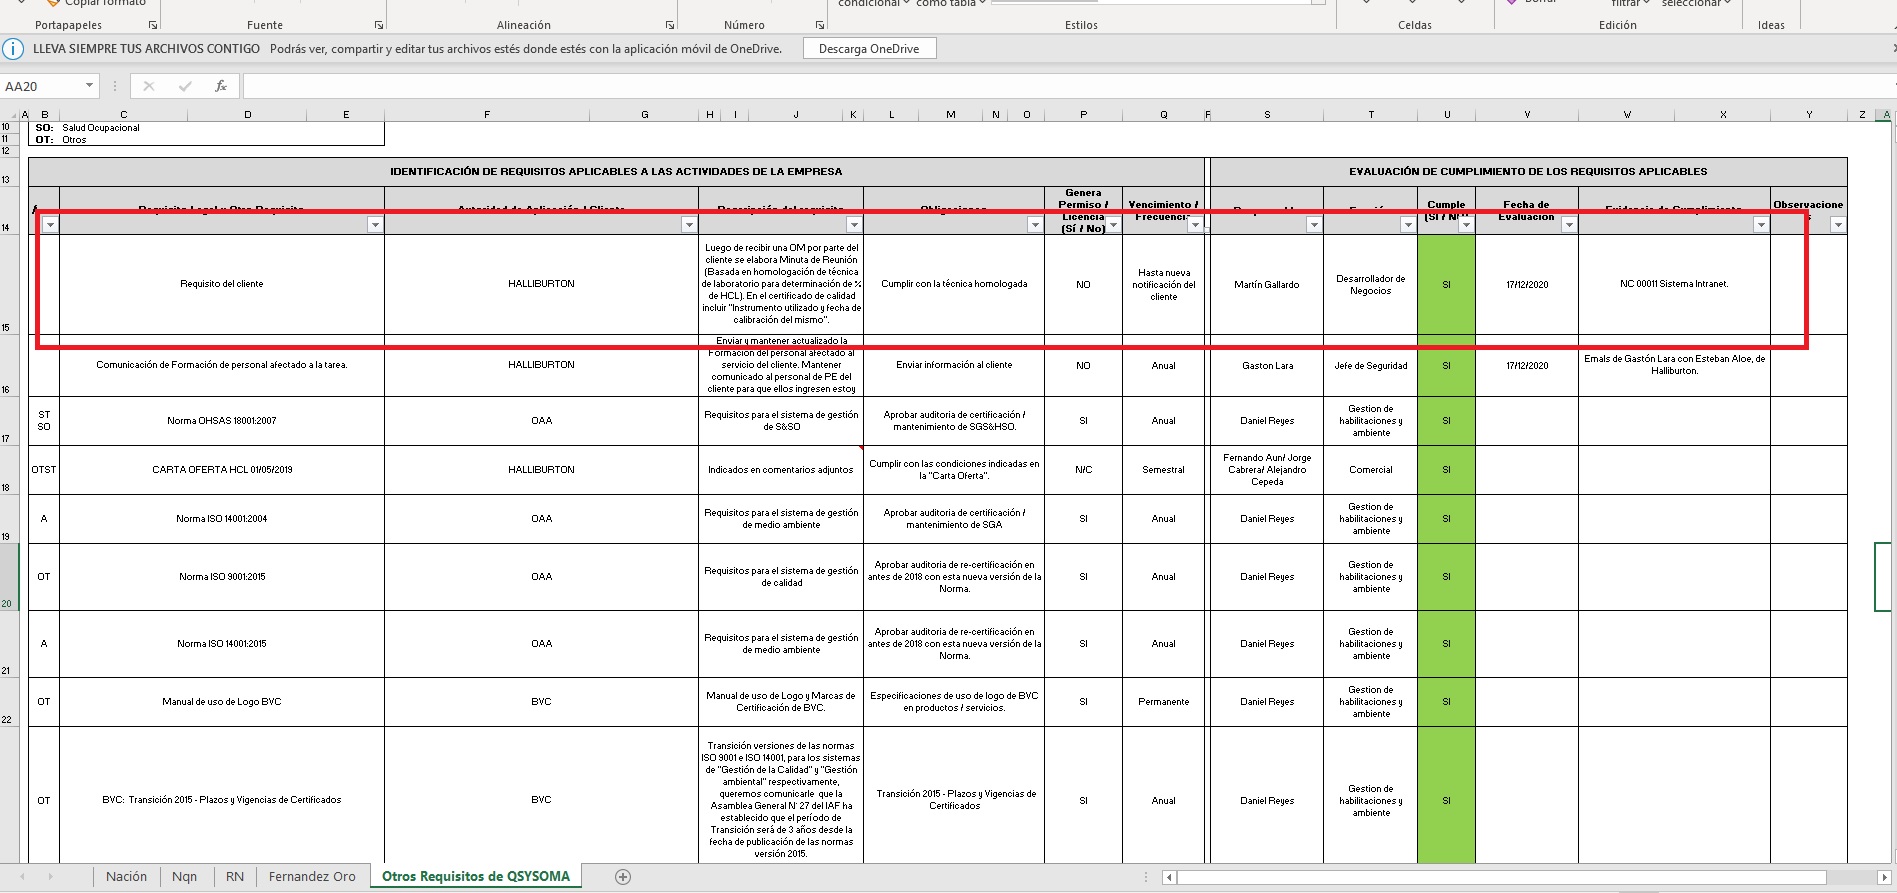 Copiar formato
condicional
como tabla
filtrar
seleccionar
Portapapeles
Fuente
Alineación
Número
Estilos
Celdas
Edición
Ideas
LLEVA SIEMPRE TUS ARCHIVOS CONTIGO Podrás ver, compartir y editar tus archivos estés donde estés con la aplicación móvil de OneDrive. Descarga OneDrive
AA20
fx
A B C D E F G H I J K L M N O P Q F S T U V W X Y Z A
10 SO: Salud Ocupacional
11 OT: Otros
12
13 IDENTIFICACIÓN DE REQUISITOS APLICABLES A LAS ACTIVIDADES DE LA EMPRESA
EVALUACIÓN DE CUMPLIMIENTO DE LOS REQUISITOS APLICABLES
14
Requisito Legal u Otro Requisito
Autoridad de Aplicación / Cliente
Descripción del requisito
Obligaciones
Genera
Permiso /
Licencia
(Sí / No)
Vencimiento /
Frecuencia
Cumple
(SI / NO)
Fecha de
Evaluación
Evidencia de Cumplimiento
Observacione
s
15
Requisito del cliente
HALLIBURTON
Luego de recibir una OM por parte del
cliente se elabora Minuta de Reunión
(Basada en homologación de técnica
de laboratorio para determinación de %
de HCL). En el certificado de calidad
incluir "Instrumento utilizado y fecha de
calibración del mismo".
Cumplir con la técnica homologada
NO
Hasta nueva
notificación del
cliente
Martín Gallardo
Desarrollador de
Negocios
SI
17/12/2020
NC 00011 Sistema Intranet.
16
Comunicación de Formación de personal afectado a la tarea.
HALLIBURTON
Enviar y mantener actualizado la
Formación del personal afectado al
servicio del cliente. Mantener
comunicado al personal de PE del
cliente para que ellos ingresen estoy
Enviar información al cliente
NO
Anual
Gaston Lara
Jefe de Seguridad
SI
17/12/2020
Emals de Gastón Lara con Esteban Aloe, de
Halliburton.
17
ST
SO
Norma OHSAS 18001:2007
OAA
Requisitos para el sistema de gestión
de S&SO
Aprobar auditoria de certificación /
mantenimiento de SGS&HSO.
SI
Anual
Daniel Reyes
Gestion de
habilitaciones y
ambiente
SI
18
OTST
CARTA OFERTA HCL 01/05/2019
HALLIBURTON
Indicados en comentarios adjuntos
Cumplir con las condiciones indicadas en
la "Carta Oferta".
N/C
Semestral
Fernando Aun/ Jorge
Cabrera/ Alejandro
Cepeda
Comercial
SI
19
A
Norma ISO 14001:2004
OAA
Requisitos para el sistema de gestión
de medio ambiente
Aprobar auditoria de certificación /
mantenimiento de SGA
SI
Anual
Daniel Reyes
Gestion de
habilitaciones y
ambiente
SI
20
OT
Norma ISO 9001:2015
OAA
Requisitos para el sistema de gestión
de calidad
Aprobar auditoria de re-certificación en
antes de 2018 con esta nueva versión de la
Norma.
SI
Anual
Daniel Reyes
Gestion de
habilitaciones y
ambiente
SI
21
A
Norma ISO 14001:2015
OAA
Requisitos para el sistema de gestión
de medio ambiente
Aprobar auditoria de re-certificación en
antes de 2018 con esta nueva versión de la
Norma.
SI
Anual
Daniel Reyes
Gestion de
habilitaciones y
ambiente
SI
22
OT
Manual de uso de Logo BVC
BVC
Manual de uso de Logo y Marcas de
Certificación de BVC.
Especificaciones de uso de logo de BVC
en productos / servicios.
SI
Permanente
Daniel Reyes
Gestion de
habilitaciones y
ambiente
SI
OT
BVC: Transición 2015 - Plazos y Vigencias de Certificados
BVC
Transición versiones de las normas
ISO 9001 e ISO 14001, para los sistemas
de "Gestión de la Calidad" y "Gestión
ambiental" respectivamente,
queremos comunicarle que la
Asamblea General N° 27 del IAF ha
establecido que el período de
Transición será de 3 años desde la
fecha de publicación de las normas
versión 2015.
Transición 2015 - Plazos y Vigencias de
Certificados
SI
Anual
Daniel Reyes
Gestion de
habilitaciones y
ambiente
SI
Nación Nqn RN Fernandez Oro Otros Requisitos de QSYSOMA